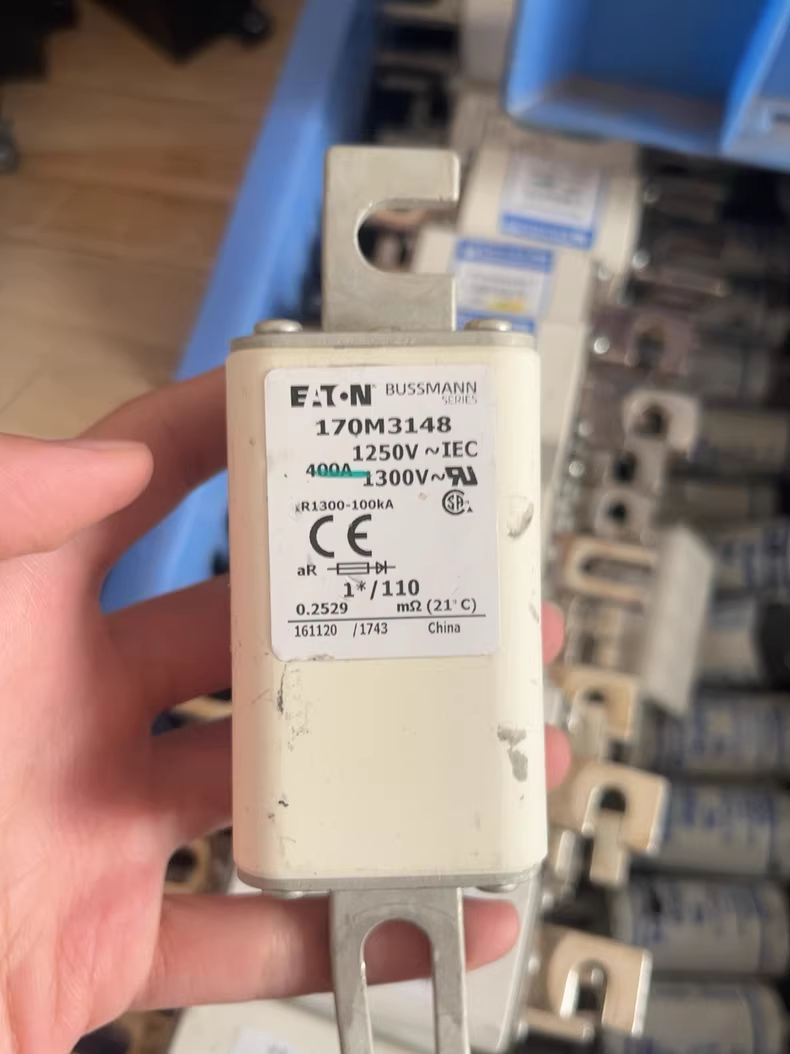 EATON BUSSMANN
SERIES
170M3148
1250V ~IEC
400A 1300V~
R1300-100kA
CE
aR
1*/110
0.2529 mΩ (21°C)
161120 /1743 China